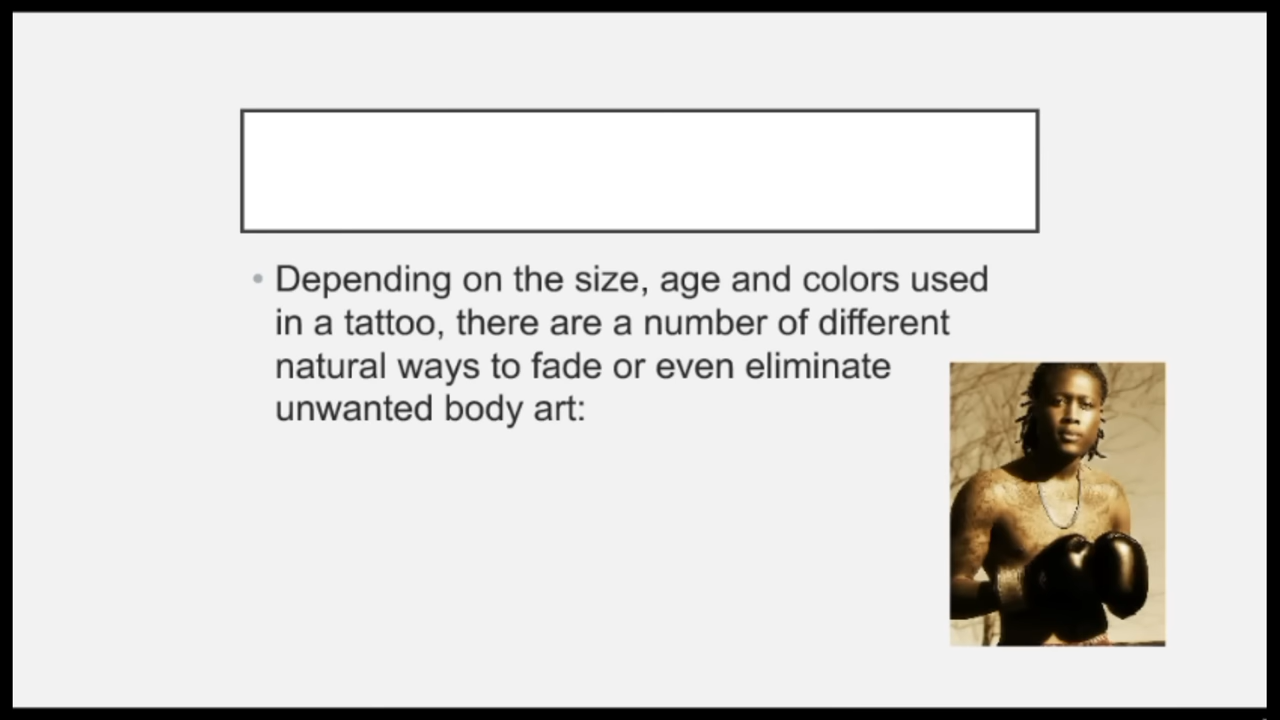 • Depending on the size, age and colors used
in a tattoo, there are a number of different
natural ways to fade or even eliminate
unwanted body art: